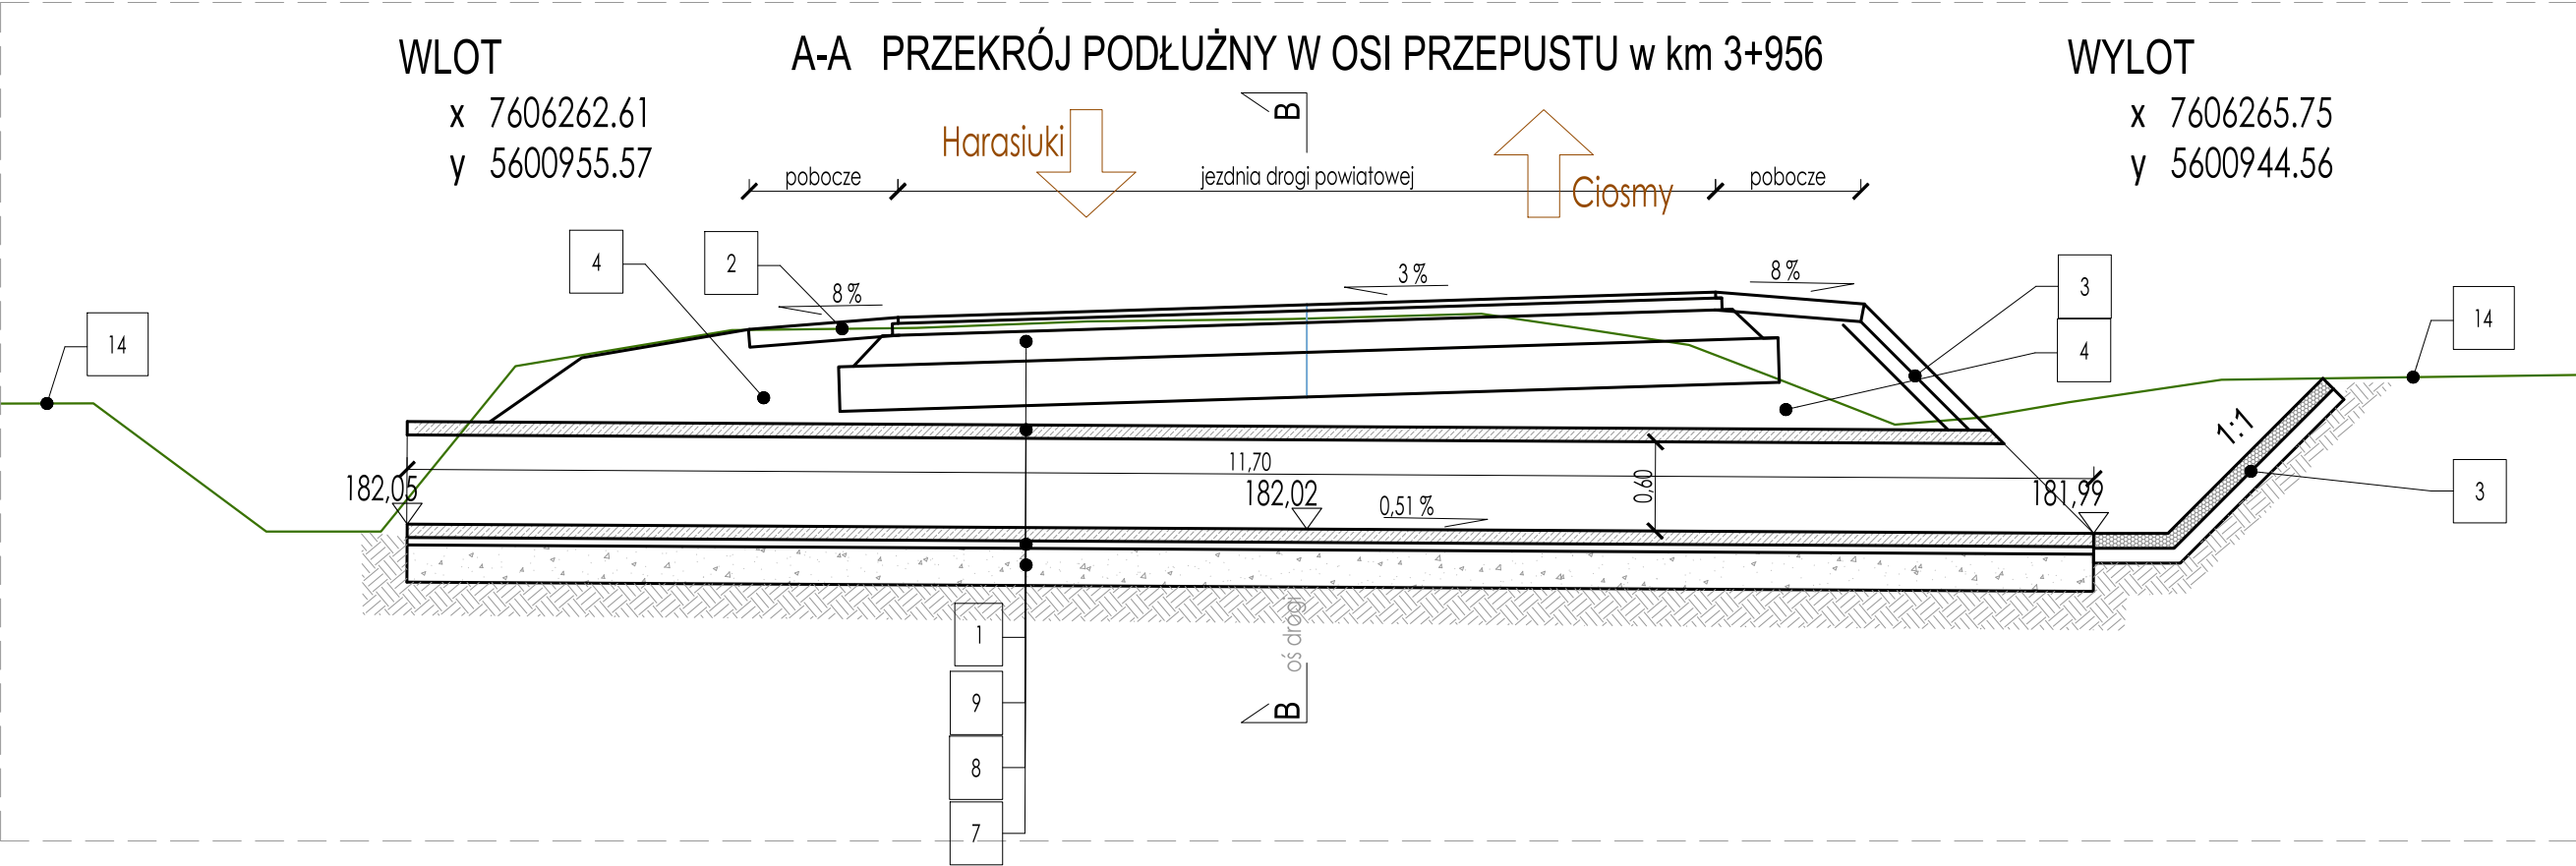 WLOT
x 7606262.61
y 5600955.57
A-A PRZEKRÓJ PODŁUŻNY W OSI PRZEPUSTU w km 3+956
WYLOT
x 7606265.75
y 5600944.56
B
Harasiuki
Ciosmy
pobocze
jezdnia drogi powiatowej
pobocze
4
2
8 %
3 %
8 %
3
4
14
14
1:1
3
11,70
0,60
182,05
182,02
0,51 %
181,99
oś drogi
B
1
9
8
7